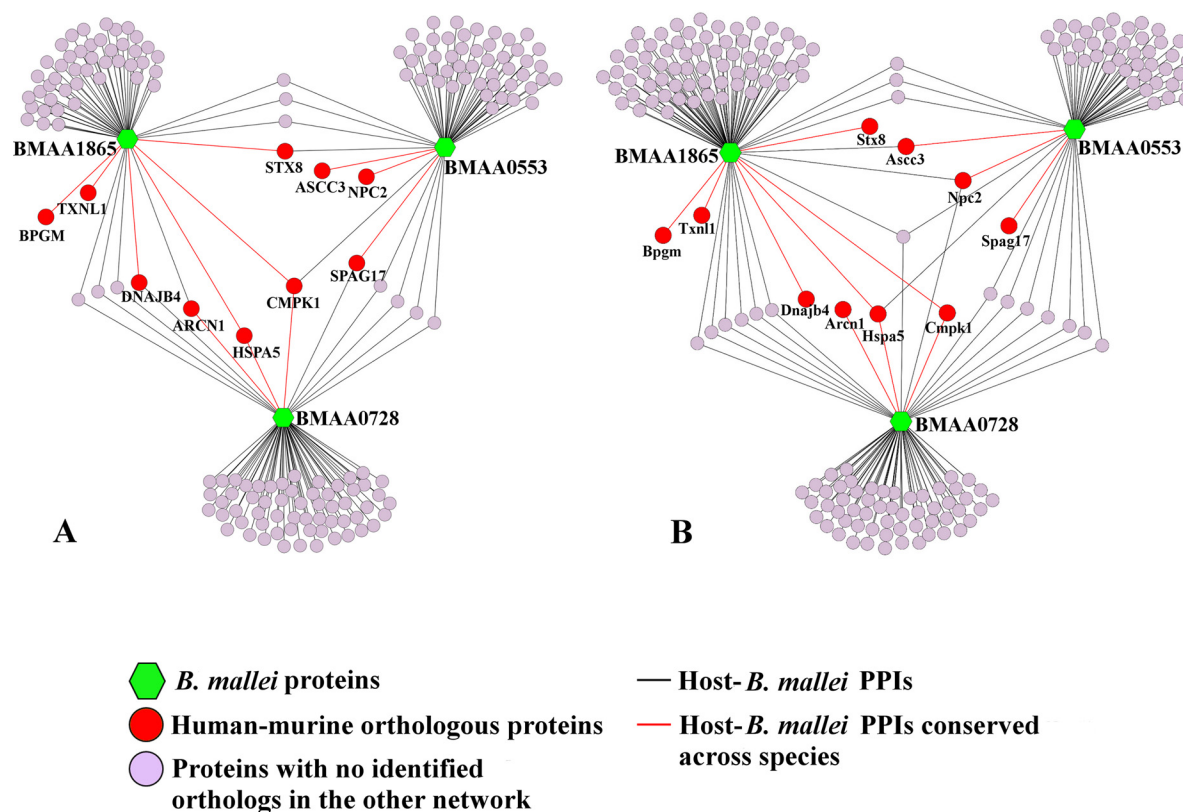 BMAA1865
BMAA0553
STX8
ASCC3
NPC2
TXNL1
BPGM
SPAG17
DNAJB4
CMPK1
ARCN1
HSPA5
BMAA0728
A
BMAA1865
BMAA0553
Stx8
Ascc3
Npc2
Txnl1
Bpgm
Spag17
Dnajb4
Arcn1
Hspa5
Cmpk1
BMAA0728
B
B. mallei proteins
Human-murine orthologous proteins
Proteins with no identified
orthologs in the other network
Host-B. mallei PPIs
Host-B. mallei PPIs conserved
across species